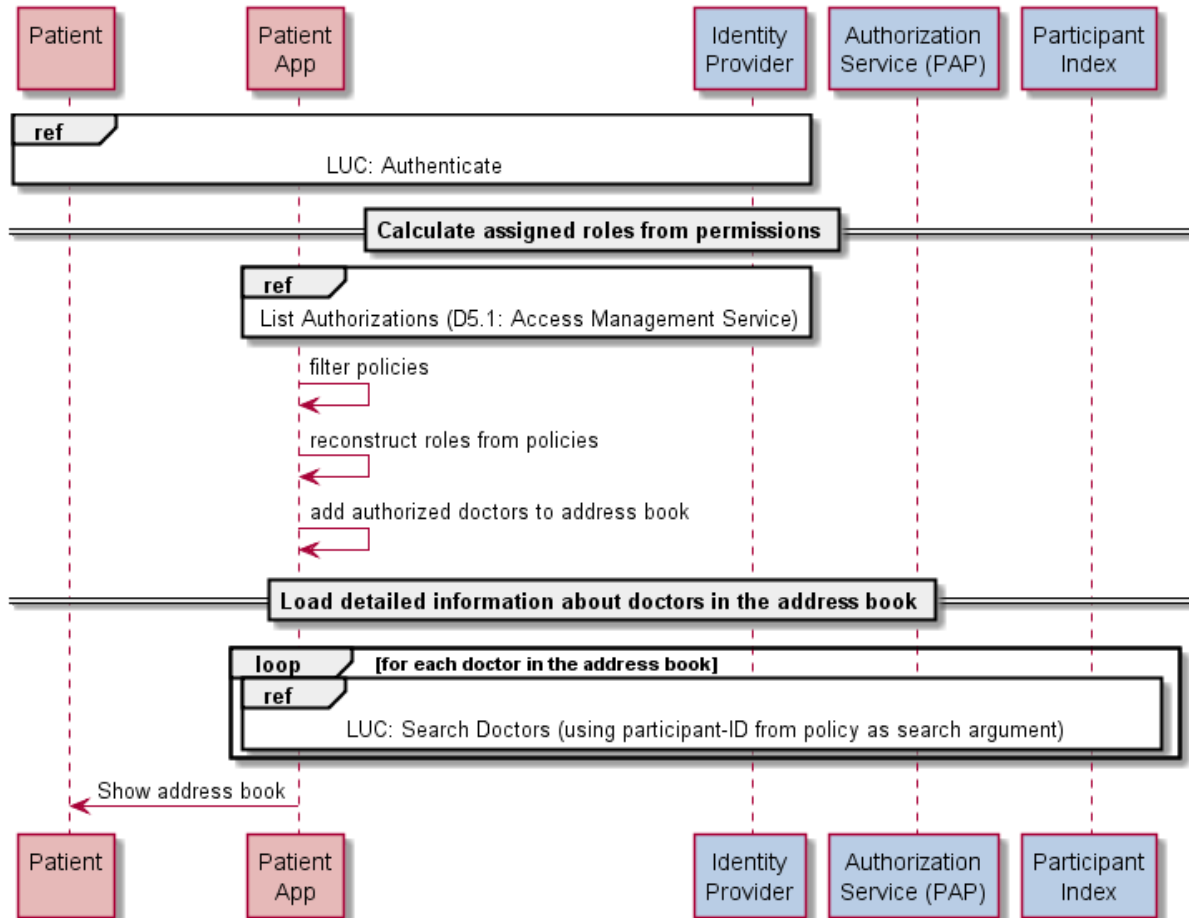 Patient
Patient
App
Identity
Provider
Authorization
Service (PAP)
Participant
Index
ref
LUC: Authenticate
Calculate assigned roles from permissions
ref
List Authorizations (D5.1: Access Management Service)
filter policies
reconstruct roles from policies
add authorized doctors to address book
Load detailed information about doctors in the address book
loop [for each doctor in the address book]
ref
LUC: Search Doctors (using participant-ID from policy as search argument)
Show address book
Patient
Patient
App
Identity
Provider
Authorization
Service (PAP)
Participant
Index